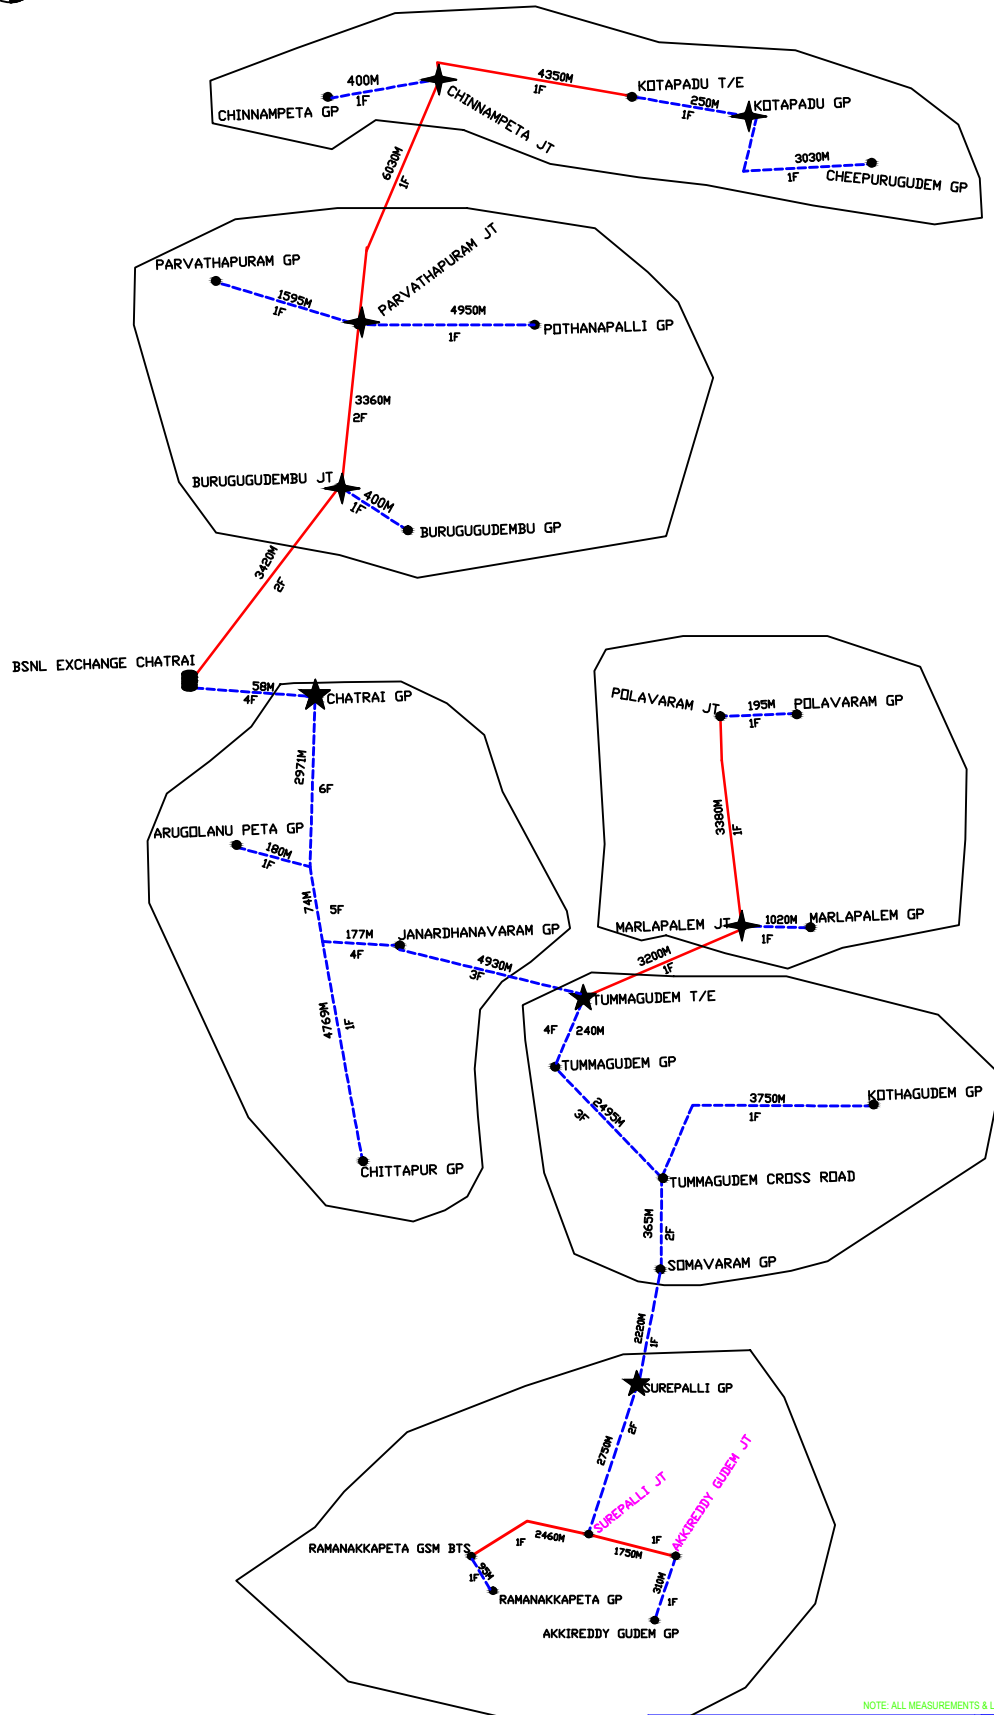 4350M
1F
KOTAPADU T/E
400M
1F
CHINNAMPETA GP
CHINNAMPETA JT
250M
1F
KOTAPADU GP
3030M
1F
CHEEPURUGUDEM GP
6030M
1F
PARVATHAPURAM GP
PARVATHAPURAM JT
1595M
1F
4950M
1F
POTHANAPALLI GP
3360M
2F
BURUGUGUDEMBU JT
400M
1F
BURUGUGUDEMBU GP
3420M
2F
BSNL EXCHANGE CHATRAI
58M
4F
CHATRAI GP
POLAVARAM JT
195M
1F
POLAVARAM GP
2971M
6F
3380M
1F
ARUGOLANU PETA GP
180M
1F
74M
5F
177M
4F
JANARDHANAVARAM GP
MARLAPALEM JT
1020M
1F
MARLAPALEM GP
4930M
3F
3200M
1F
TUMMAGUDEM T/E
4769M
1F
4F
240M
TUMMAGUDEM GP
2495M
3F
3750M
1F
KOTHAGUDEM GP
CHITTAPUR GP
TUMMAGUDEM CROSS ROAD
365M
2F
SOMAVARAM GP
2220M
1F
SUREPALLI GP
2750M
2F
SUREPALLI JT
AKKIREDDY GUDEM JT
2460M
1F
1750M
1F
RAMANAKKAPETA GSM BTS
95M
1F
RAMANAKKAPETA GP
310M
1F
AKKIREDDY GUDEM GP
NOTE: ALL MEASUREMENTS & L